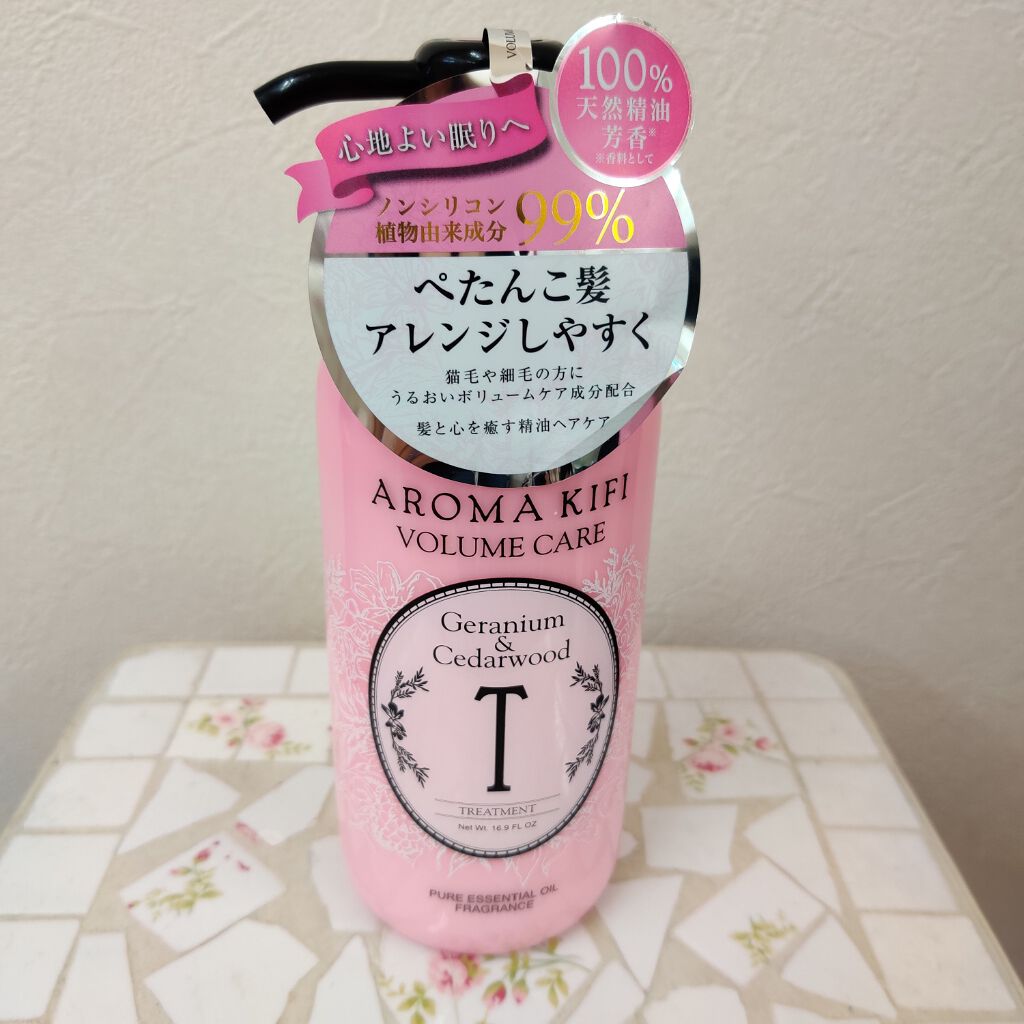 VOLUM
100%
天然精油
芳香※
※香料として
心地よい眠りへ
ノンシリコン
植物由来成分 99%
ぺたんこ髪
アレンジしやすく
猫毛や細毛の方に
うるおいボリュームケア成分配合
髪と心を癒す精油ヘアケア
AROMA KIFI
VOLUME CARE
Geranium
&
Cedarwood
T
TREATMENT
Net Wt. 16.9 FL OZ
PURE ESSENTIAL OIL
FRAGRANCE